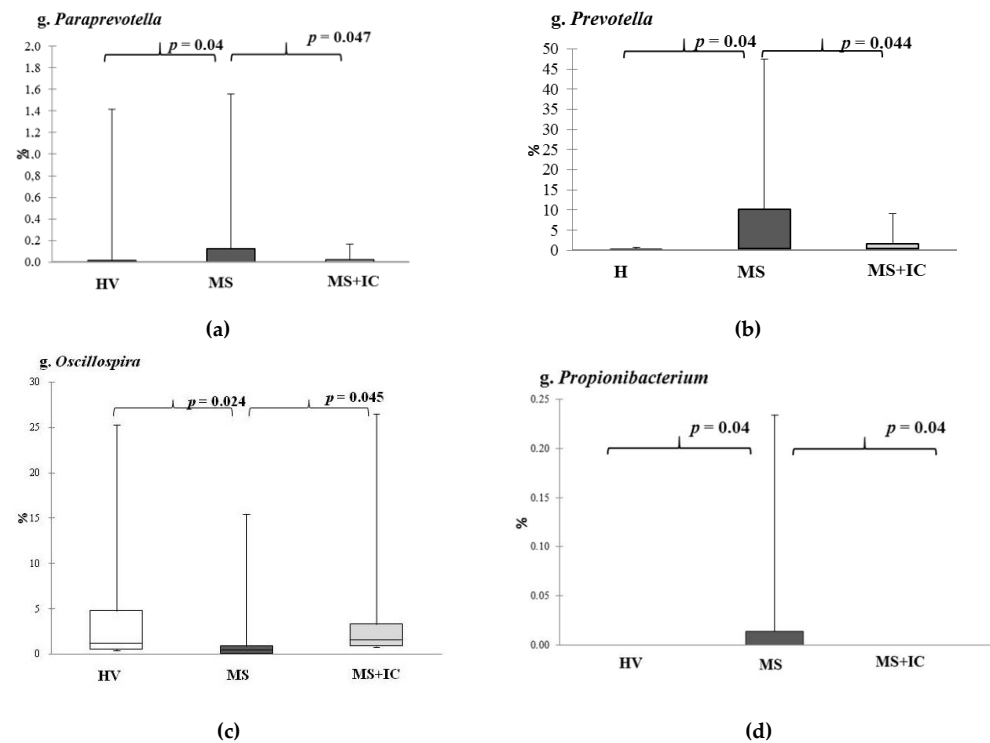 g. Paraprevotella
p = 0.04
p = 0.047
2.0
1.8
1.6
1.4
1.2
1.0
0.8
0.6
0.4
0.2
0.0
%
HV
MS
MS+IC
(a)
g. Prevotella
p = 0.04
p = 0.044
50
45
40
35
30
25
20
15
10
5
0
%
H
MS
MS+IC
(b)
g. Oscillospira
p = 0.024
p = 0.045
30
25
20
15
10
5
0
%
HV
MS
MS+IC
(c)
g. Propionibacterium
p = 0.04
p = 0.04
0.25
0.20
0.15
0.10
0.05
0.00
%
HV
MS
MS+IC
(d)